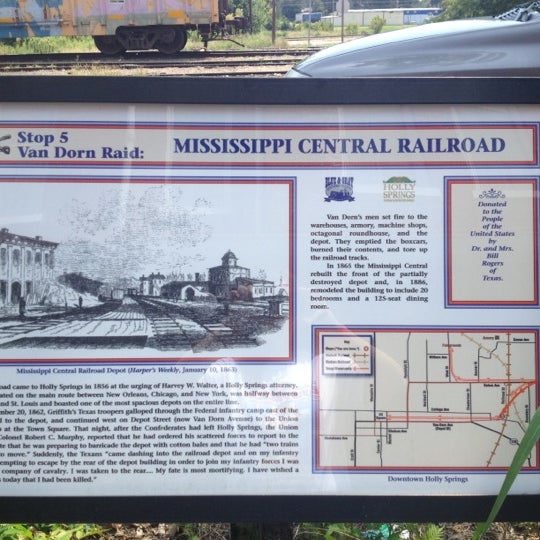 Stop 5
Van Dorn Raid:
MISSISSIPPI CENTRAL RAILROAD
BLUE & GRAY
HOLLY
SPRINGS
Van Dorn's men set fire to the
warehouses, armory, machine shops,
octagonal roundhouse, and the
depot. They emptied the boxcars,
burned their contents, and tore up
the railroad tracks.
In 1865 the Mississippi Central
rebuilt the front of the partially
destroyed depot and, in 1886,
remodeled the building to include 20
bedrooms and a 125-seat dining
room.
Donated
to the
People
of the
United States
by
Dr. and Mrs.
Bill
Rogers
of
Texas.
Mississippi Central Railroad Depot (Harper's Weekly, January 10, 1863)
road came to Holly Springs in 1856 at the urging of Harvey W. Walter, a Holly Springs attorney.
ated on the main route between New Orleans, Chicago, and New York, was halfway between
nd St. Louis and boasted one of the most spacious depots on the entire line.
mber 20, 1862, Griffith's Texas troopers galloped through the Federal infantry camp east of the
to the depot, and continued west on Depot Street (now Van Dorn Avenue) to the Union
at the Town Square. That night, after the Confederates had left Holly Springs, the Union
Colonel Robert C. Murphy, reported that he had ordered his scattered forces to report to the
te that he was preparing to barricade the depot with cotton bales and that he had "two trains
to move." Suddenly, the Texans "came dashing into the railroad depot and on my infantry
empting to escape by the rear of the depot building in order to join my infantry forces I was
company of cavalry. I was taken to the rear.... My fate is most mortifying. I have wished a
s today that I had been killed."
Key
Downtown Holly Springs